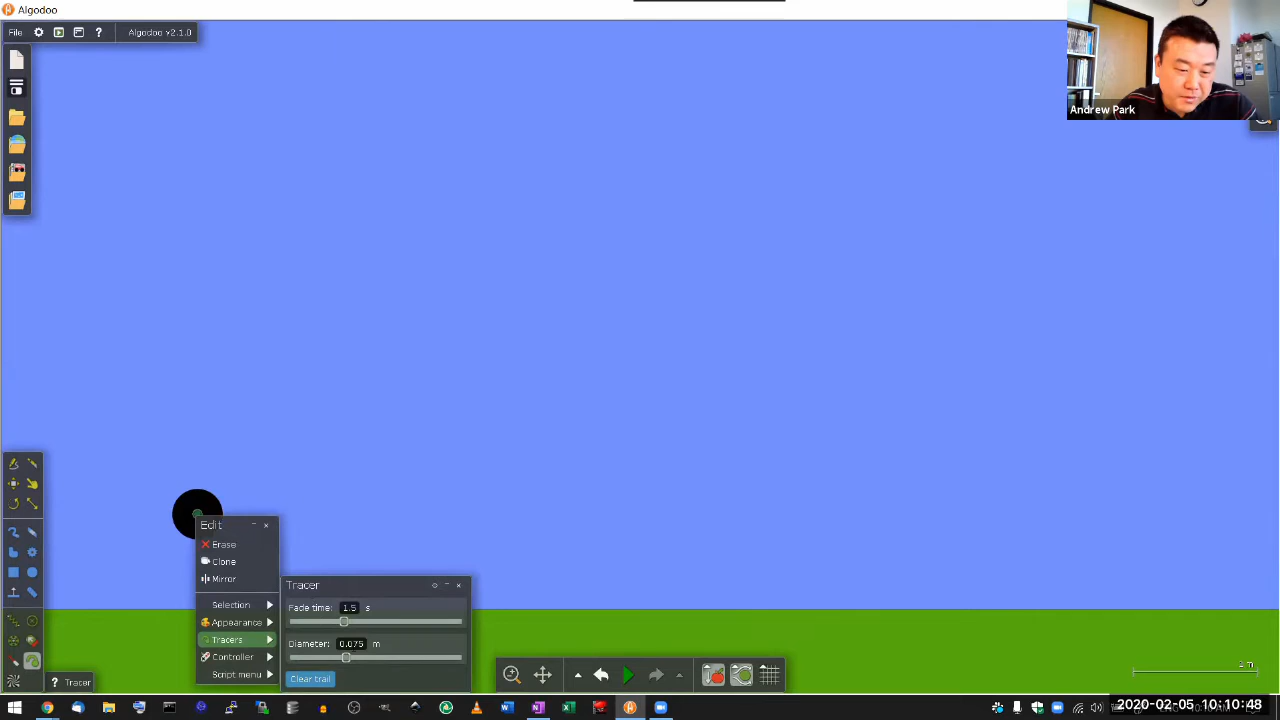 Algodoo
File ? Algodoo v2.1.0
Andrew Park
Edit
Erase
Clone
Mirror
Selection
Appearance
Tracers
Controller
Script menu
Tracer
Fade time: 1.5 s
Diameter: 0.075 m
Clear trail
? Tracer
1 m
2020-02-05 10:10:48